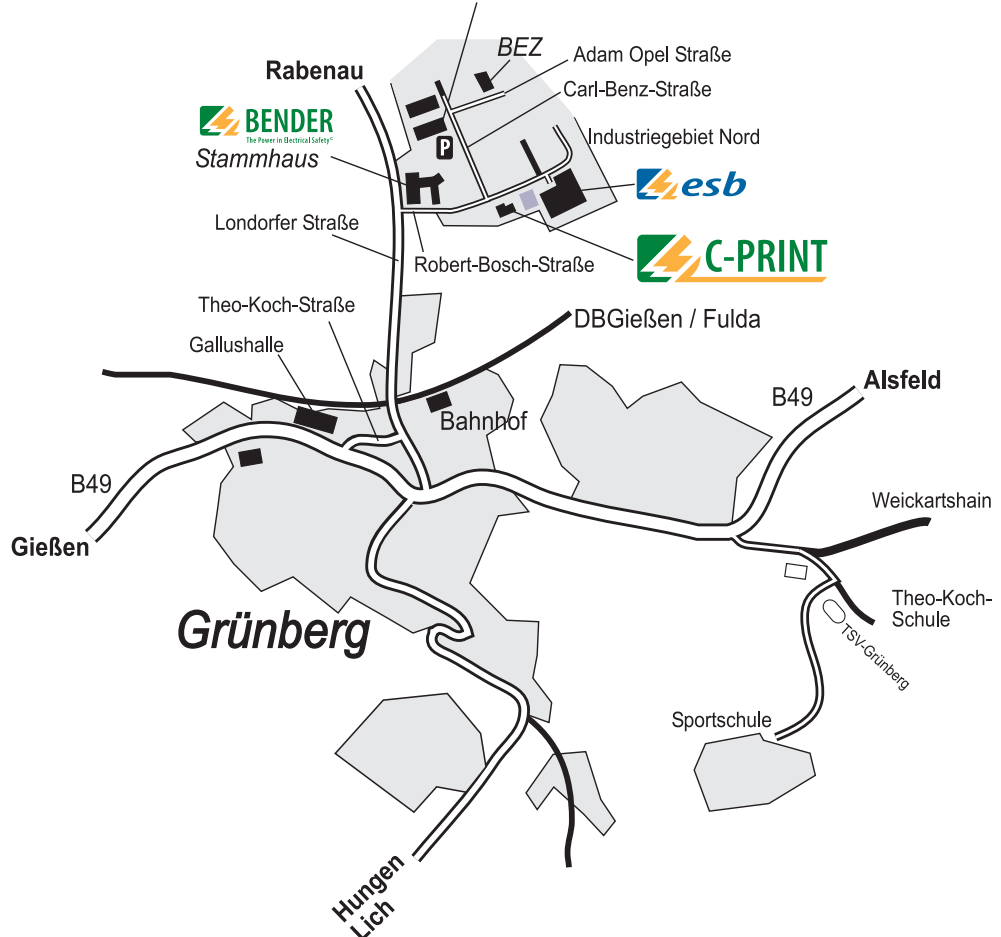 BEZ
Adam Opel Straße
Rabenau
Carl-Benz-Straße
BENDER
The Power in Electrical Safety®
Industriegebiet Nord
P
Stammhaus
esb
Londorfer Straße
Robert-Bosch-Straße
C-PRINT
Theo-Koch-Straße
DBGießen / Fulda
Gallushalle
Alsfeld
B49
Bahnhof
B49
Weickartshain
Gießen
Theo-Koch-
Schule
Grünberg
TSV-Grünberg
Sportschule
Hungen
Lich